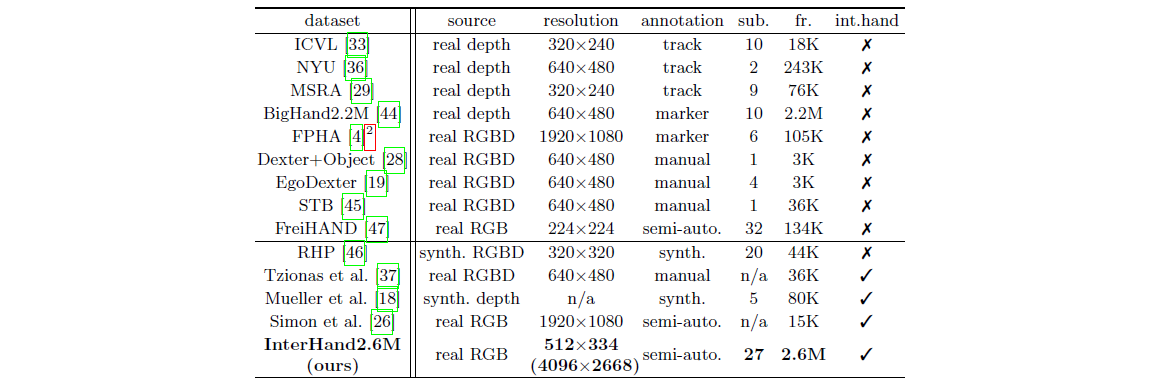 dataset source resolution annotation sub. fr. int.hand
ICVL [33] real depth 320×240 track 10 18K ✗
NYU [36] real depth 640×480 track 2 243K ✗
MSRA [29] real depth 320×240 track 9 76K ✗
BigHand2.2M [44] real depth 640×480 marker 10 2.2M ✗
FPHA [4]2 real RGBD 1920×1080 marker 6 105K ✗
Dexter+Object [28] real RGBD 640×480 manual 1 3K ✗
EgoDexter [19] real RGBD 640×480 manual 4 3K ✗
STB [45] real RGBD 640×480 manual 1 36K ✗
FreiHAND [47] real RGB 224×224 semi-auto. 32 134K ✗
RHP [46] synth. RGBD 320×320 synth. 20 44K ✗
Tzionas et al. [37] real RGBD 640×480 manual n/a 36K ✓
Mueller et al. [18] synth. depth n/a synth. 5 80K ✓
Simon et al. [26] real RGB 1920×1080 semi-auto. n/a 15K ✓
InterHand2.6M 512×334
real RGB semi-auto. 27 2.6M ✓
(ours) (4096×2668)